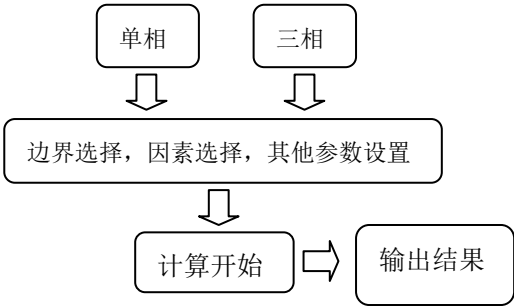 单相
三相
边界选择，因素选择，其他参数设置
计算开始
输出结果